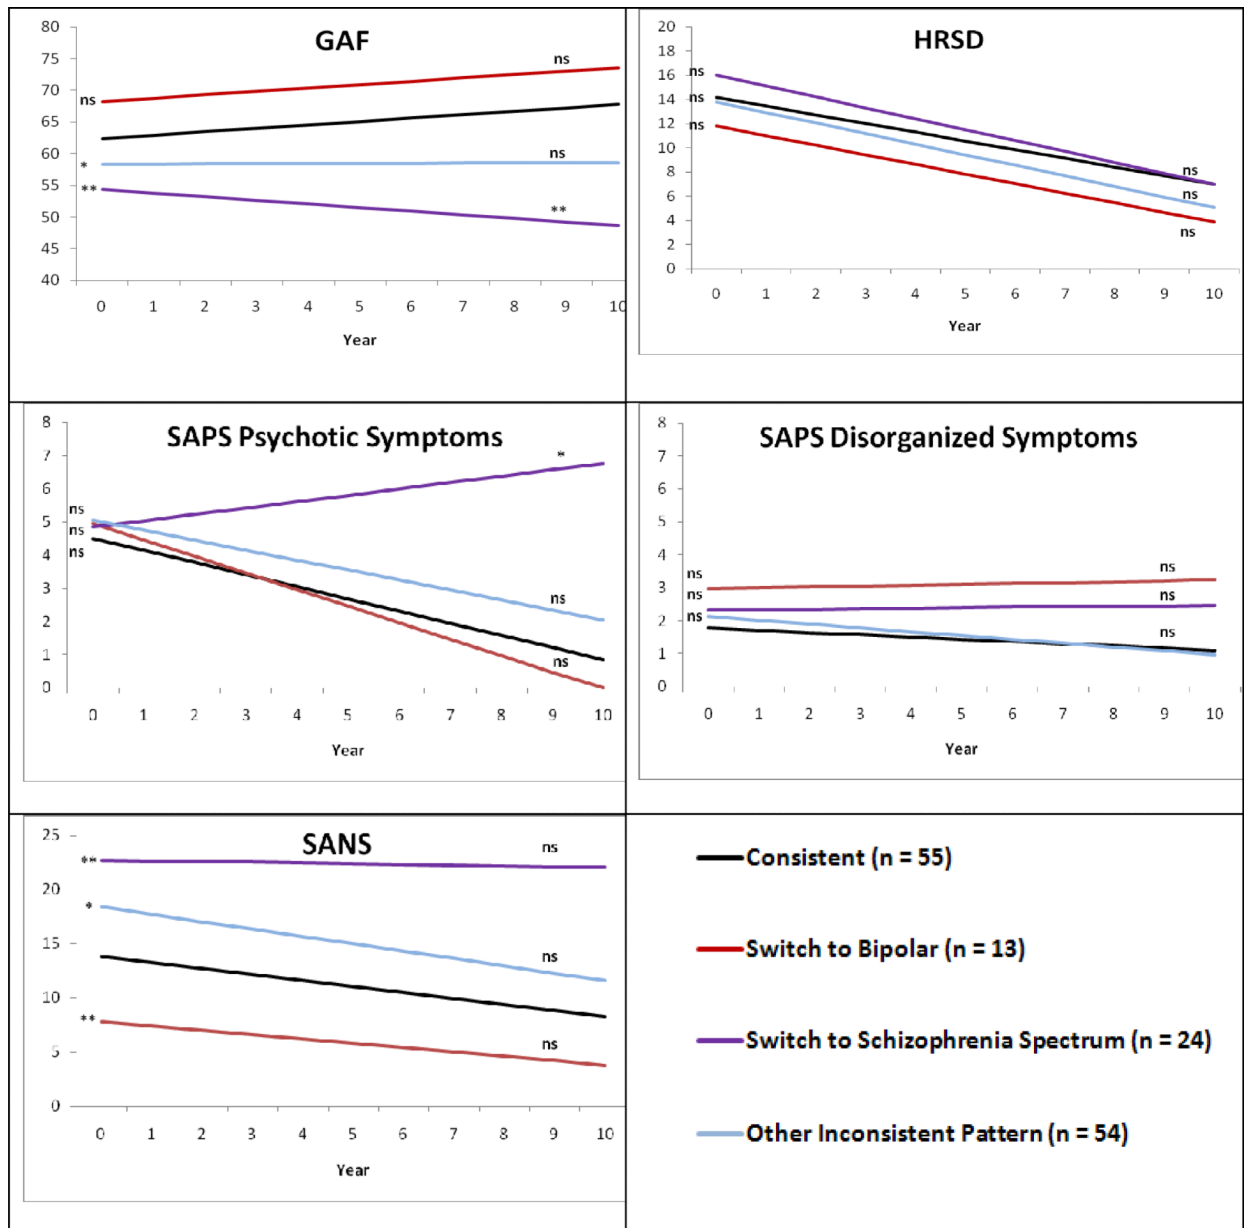 GAF
80
75
70
65
60
55
50
45
40
ns
*
**
ns
ns
**
0 1 2 3 4 5 6 7 8 9 10
Year
HRSD
20
18
16
14
12
10
8
6
4
2
0
ns
ns
ns
ns
ns
ns
0 1 2 3 4 5 6 7 8 9 10
Year
SAPS Psychotic Symptoms
8
7
6
5
4
3
2
1
0
ns
ns
ns
*
ns
ns
0 1 2 3 4 5 6 7 8 9 10
Year
SAPS Disorganized Symptoms
8
7
6
5
4
3
2
1
0
ns
ns
ns
ns
ns
ns
0 1 2 3 4 5 6 7 8 9 10
Year
SANS
25
20
15
10
5
0
**
*
**
ns
ns
ns
0 1 2 3 4 5 6 7 8 9 10
Year
Consistent (n = 55)
Switch to Bipolar (n = 13)
Switch to Schizophrenia Spectrum (n = 24)
Other Inconsistent Pattern (n = 54)